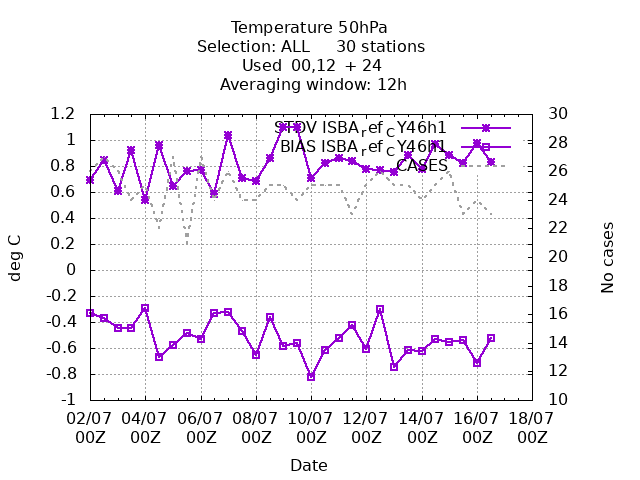 Temperature 50hPa
Selection: ALL 30 stations
Used 00,12 + 24
Averaging window: 12h
STDV ISBA_ref_CY46h1
BIAS ISBA_ref_CY46h1
CASES
1.2
1
0.8
0.6
0.4
0.2
0
-0.2
-0.4
-0.6
-0.8
-1
deg C
30
28
26
24
22
20
18
16
14
12
10
No cases
02/07 04/07 06/07 08/07 10/07 12/07 14/07 16/07 18/07
00Z 00Z 00Z 00Z 00Z 00Z 00Z 00Z 00Z
Date